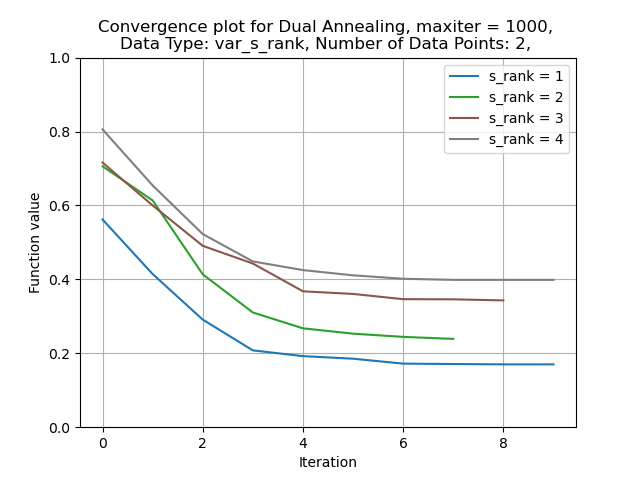 Convergence plot for Dual Annealing, maxiter = 1000,
Data Type: var_s_rank, Number of Data Points: 2,
1.0
0.8
0.6
0.4
0.2
0.0
Function value
s_rank = 1
s_rank = 2
s_rank = 3
s_rank = 4
0 2 4 6 8
Iteration